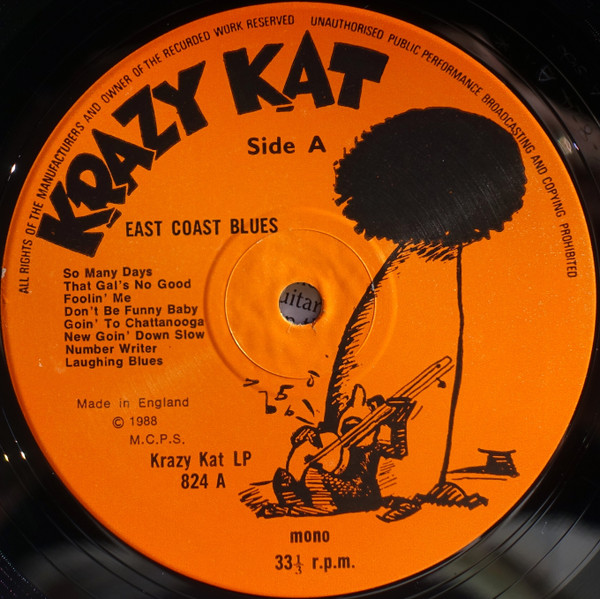 ALL RIGHTS OF THE MANUFACTURERS AND OWNER OF THE RECORDED WORK RESERVED UNAUTHORISED PUBLIC PERFORMANCE BROADCASTING AND COPYING PROHIBITED
KRAZY KAT
Side A
EAST COAST BLUES
So Many Days
That Gal's No Good
Foolin' Me
Don't Be Funny Baby
Goin' To Chattanooga
New Goin' Down Slow
Number Writer
Laughing Blues
uitar
Made in England
© 1988
M.C.P.S.
Krazy Kat LP
824 A
mono
33⅓ r.p.m.